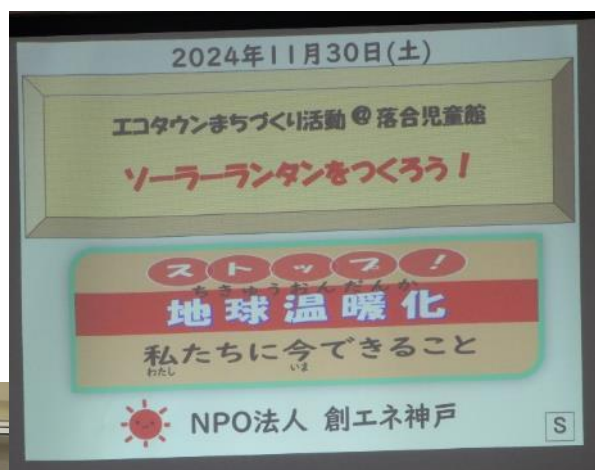 2024年11月30日(土)
エコタウンまちづくり活動@落合児童館
ソーラーランタンをつくろう!
ストップ!
ちきゅうおんだんか
地球温暖化
私たちに今できること
わたし いま
NPO法人 創エネ神戸
S